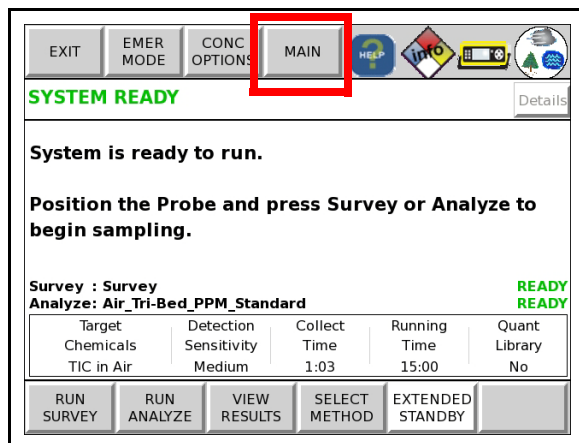 EXIT
EMER
MODE
CONC
OPTIONS
MAIN
HELP
info
SYSTEM READY
Details
System is ready to run.
Position the Probe and press Survey or Analyze to
begin sampling.
Survey : Survey READY
Analyze: Air_Tri-Bed_PPM_Standard READY
Target Detection Collect Running Quant
Chemicals Sensitivity Time Time Library
TIC in Air Medium 1:03 15:00 No
RUN
SURVEY
RUN
ANALYZE
VIEW
RESULTS
SELECT
METHOD
EXTENDED
STANDBY